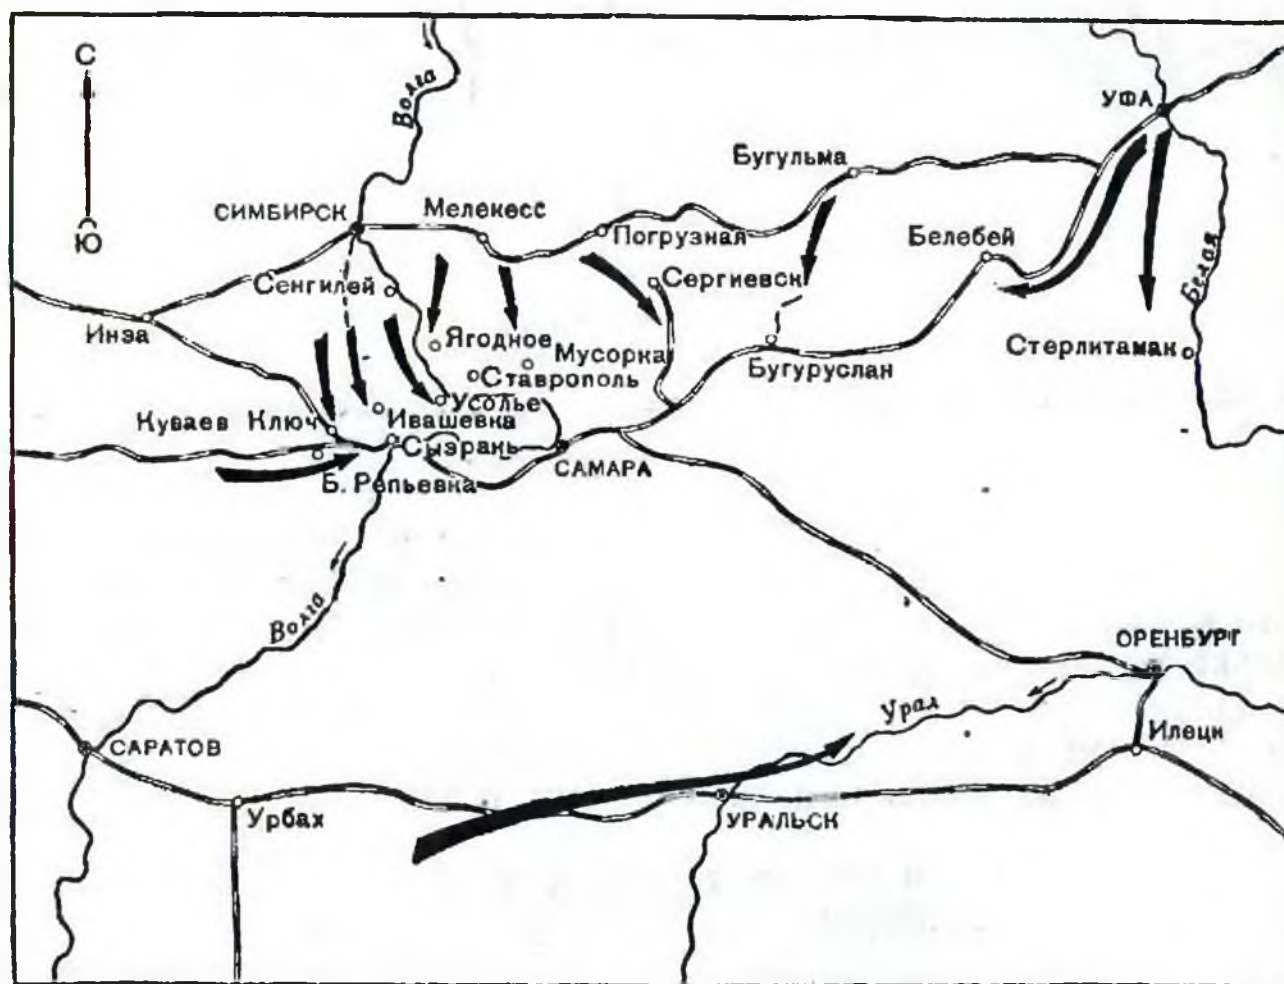 С
Волга
УФА
Бугульма
СИМБИРСК
Мелекесс
Ю
Погрузная
Белебей
Белая
Сенгилей
Сергиевск
Инза
Ягодное
Мусорка
Стерлитамак
Ставрополь
Бугуруслан
Усолье
Куваев Ключ
Ивашевка
Сызрань
САМАРА
Б. Репьевка
Волга
ОРЕНБУРГ
Урал
САРАТОВ
Илецк
Урбах
УРАЛЬСК